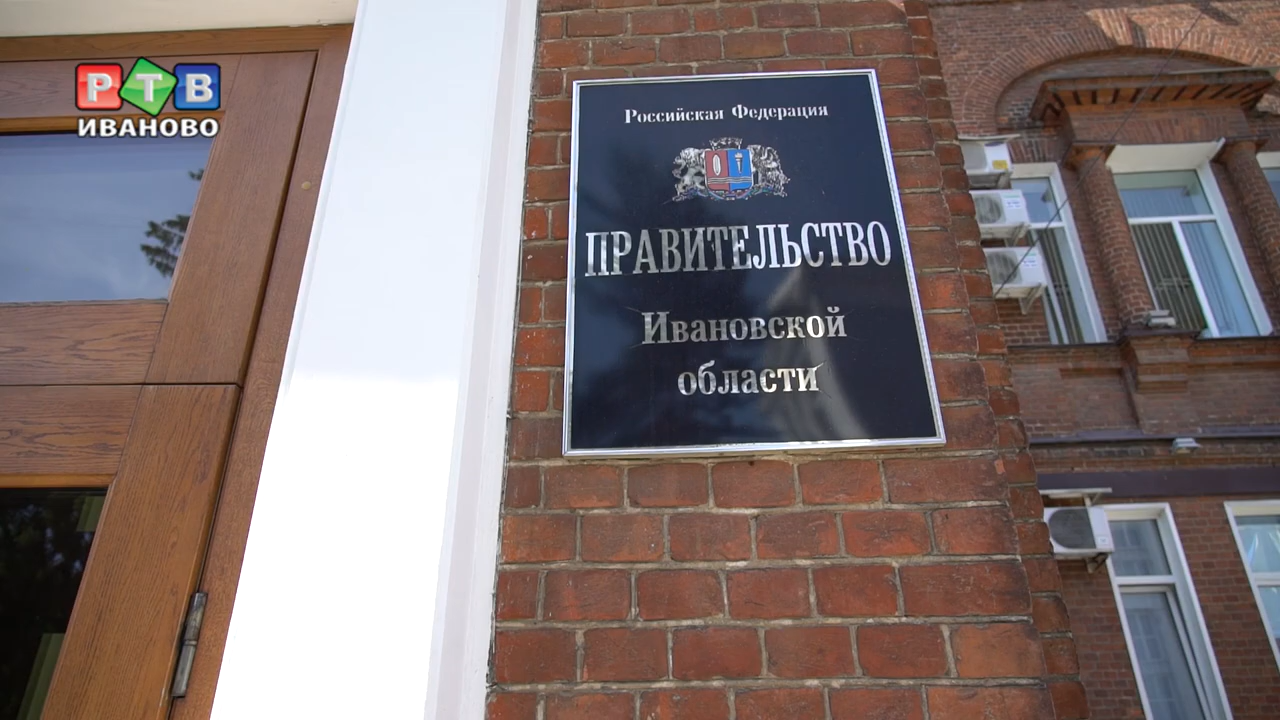 РТВ
ИВАНОВО
Российская Федерация
ПРАВИТЕЛЬСТВО
Ивановской
области